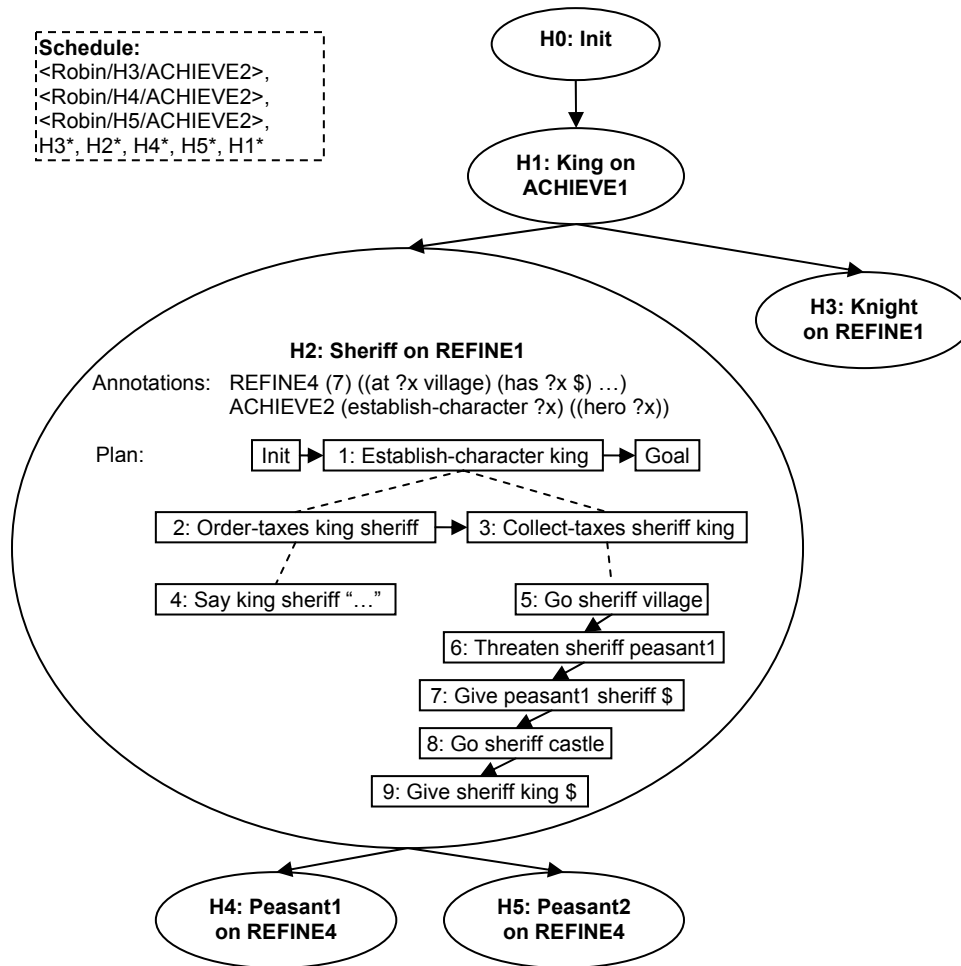 Schedule:
<Robin/H3/ACHIEVE2>,
<Robin/H4/ACHIEVE2>,
<Robin/H5/ACHIEVE2>,
H3*, H2*, H4*, H5*, H1*
H0: Init
H1: King on
ACHIEVE1
H3: Knight
on REFINE1
H2: Sheriff on REFINE1
Annotations: REFINE4 (7) ((at ?x village) (has ?x $) …)
ACHIEVE2 (establish-character ?x) ((hero ?x))
Plan: Init 1: Establish-character king Goal
2: Order-taxes king sheriff 3: Collect-taxes sheriff king
4: Say king sheriff “…” 5: Go sheriff village
6: Threaten sheriff peasant1
7: Give peasant1 sheriff $
8: Go sheriff castle
9: Give sheriff king $
H4: Peasant1
on REFINE4
H5: Peasant2
on REFINE4